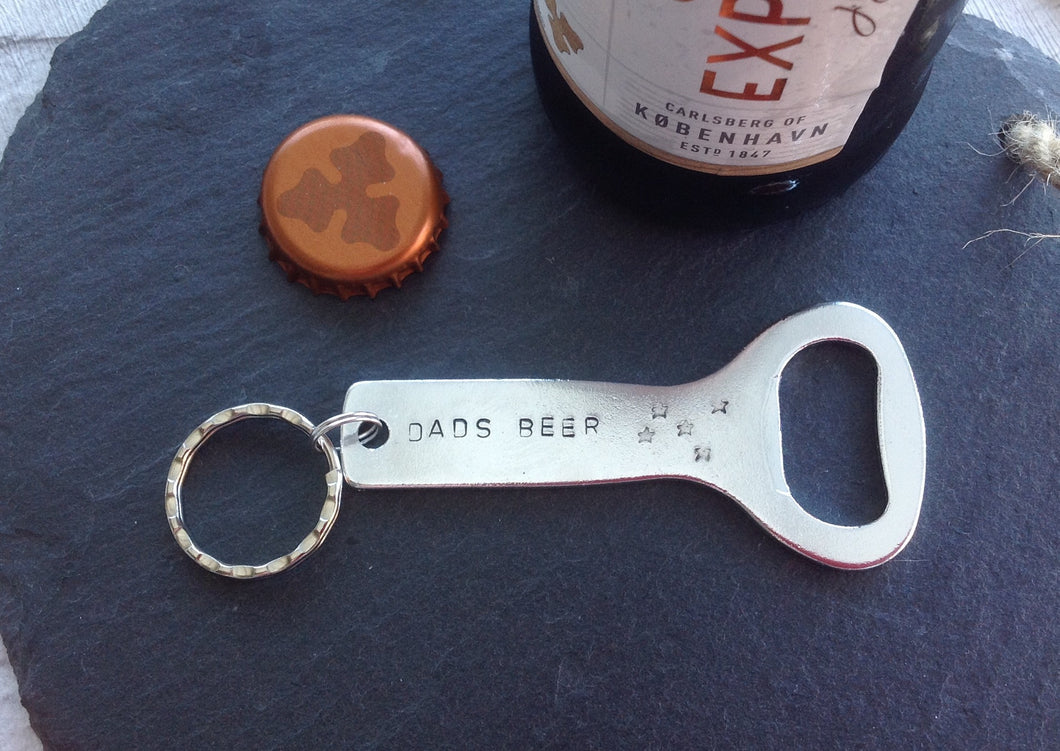 EXP
CARLSBERG OF
KØBENHAVN
ESTD 1847
DADS BEER